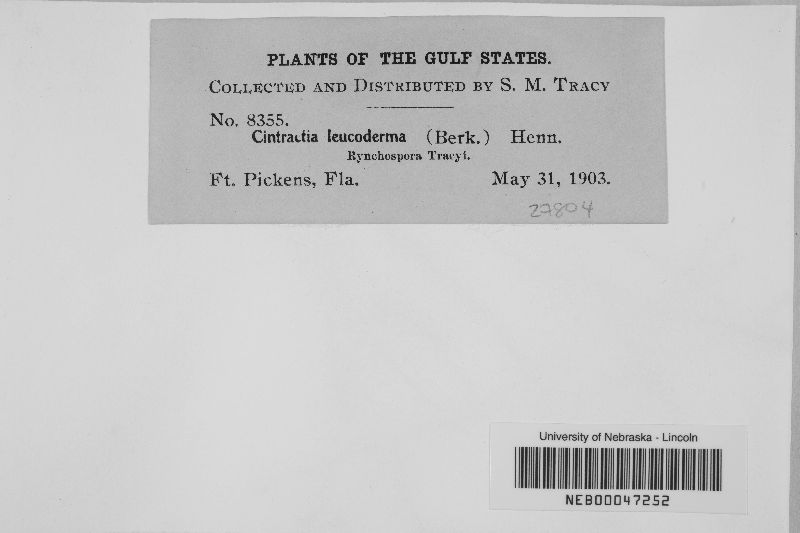 PLANTS OF THE GULF STATES.
COLLECTED AND DISTRIBUTED BY S. M. TRACY
No. 8355.
Cintractia leucoderma (Berk.) Henn.
Rynchospora Tracyi.
Ft. Pickens, Fla. May 31, 1903.
27804
University of Nebraska - Lincoln
NEB00047252